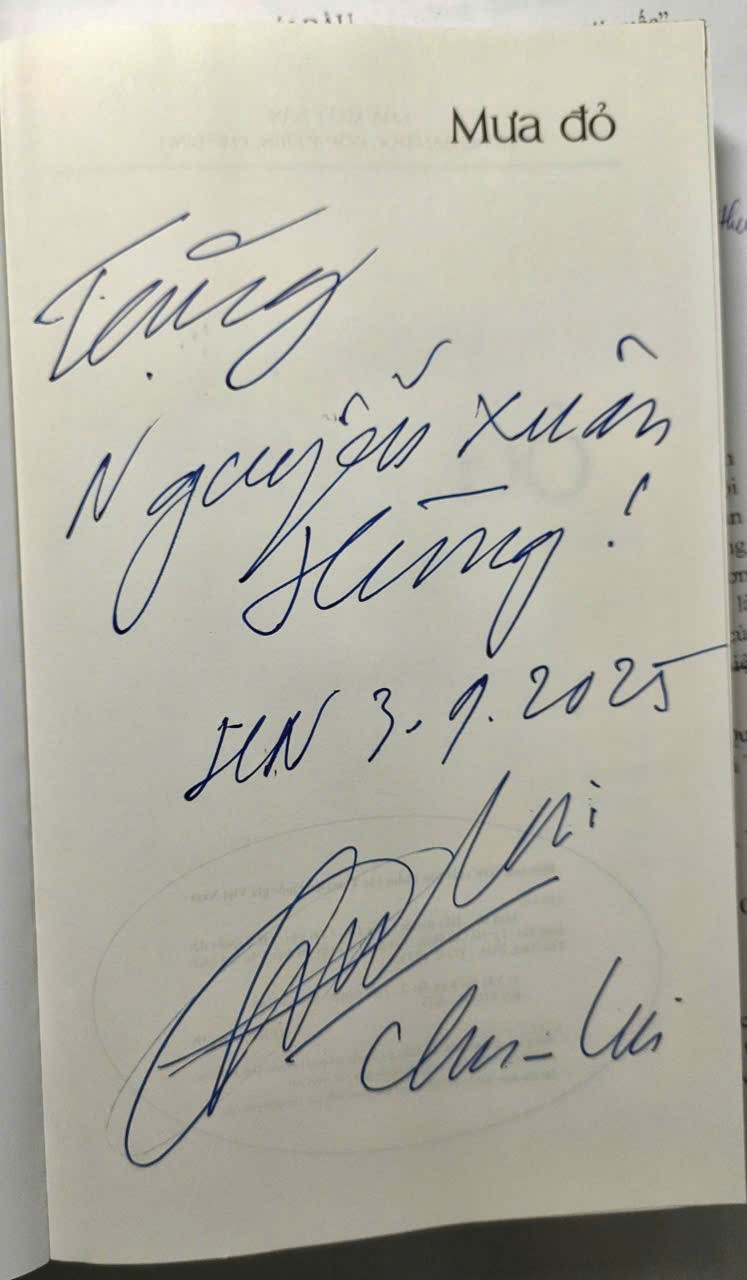 Mưa đỏ
Tặng
Nguyễn Xuân
Hùng!
HN 3.9.2025
Chu-Lai